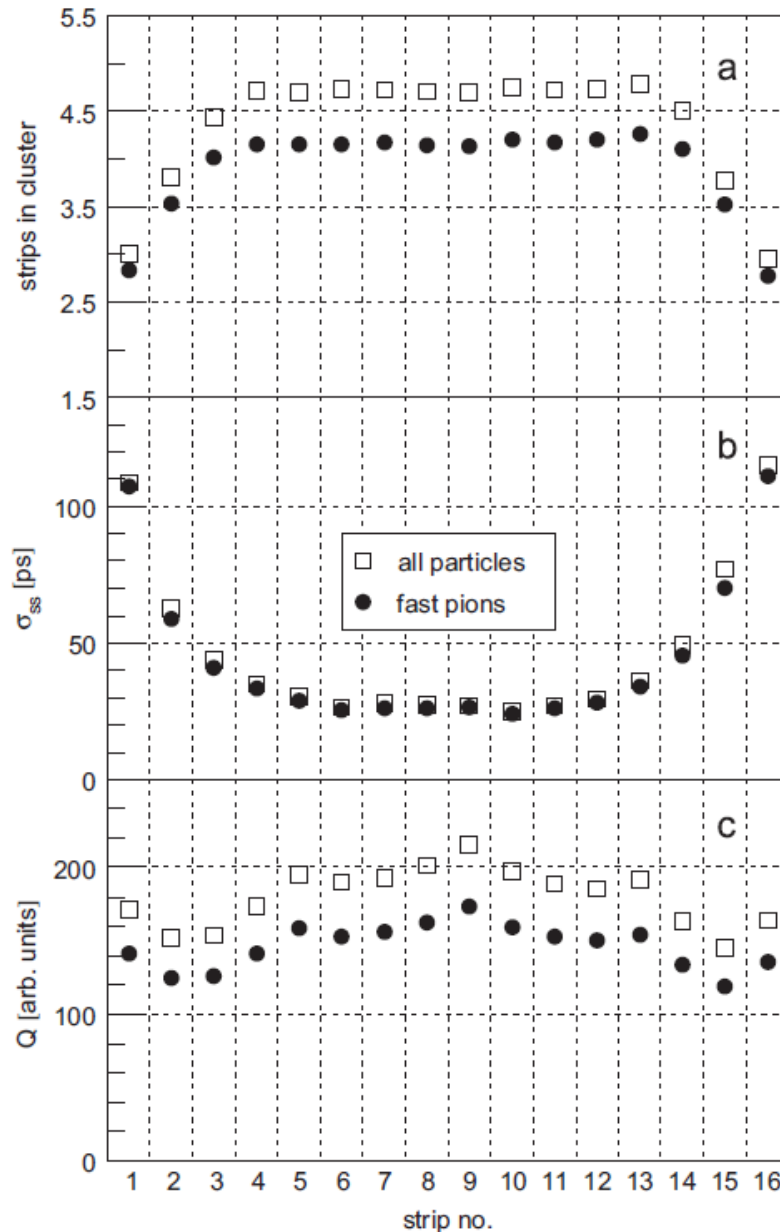 5.5
a
4.5
strips in cluster
3.5
2.5
1.5
b
100
σss [ps]
all particles
fast pions
50
0
c
200
Q [arb. units]
100
0
1 2 3 4 5 6 7 8 9 10 11 12 13 14 15 16
strip no.